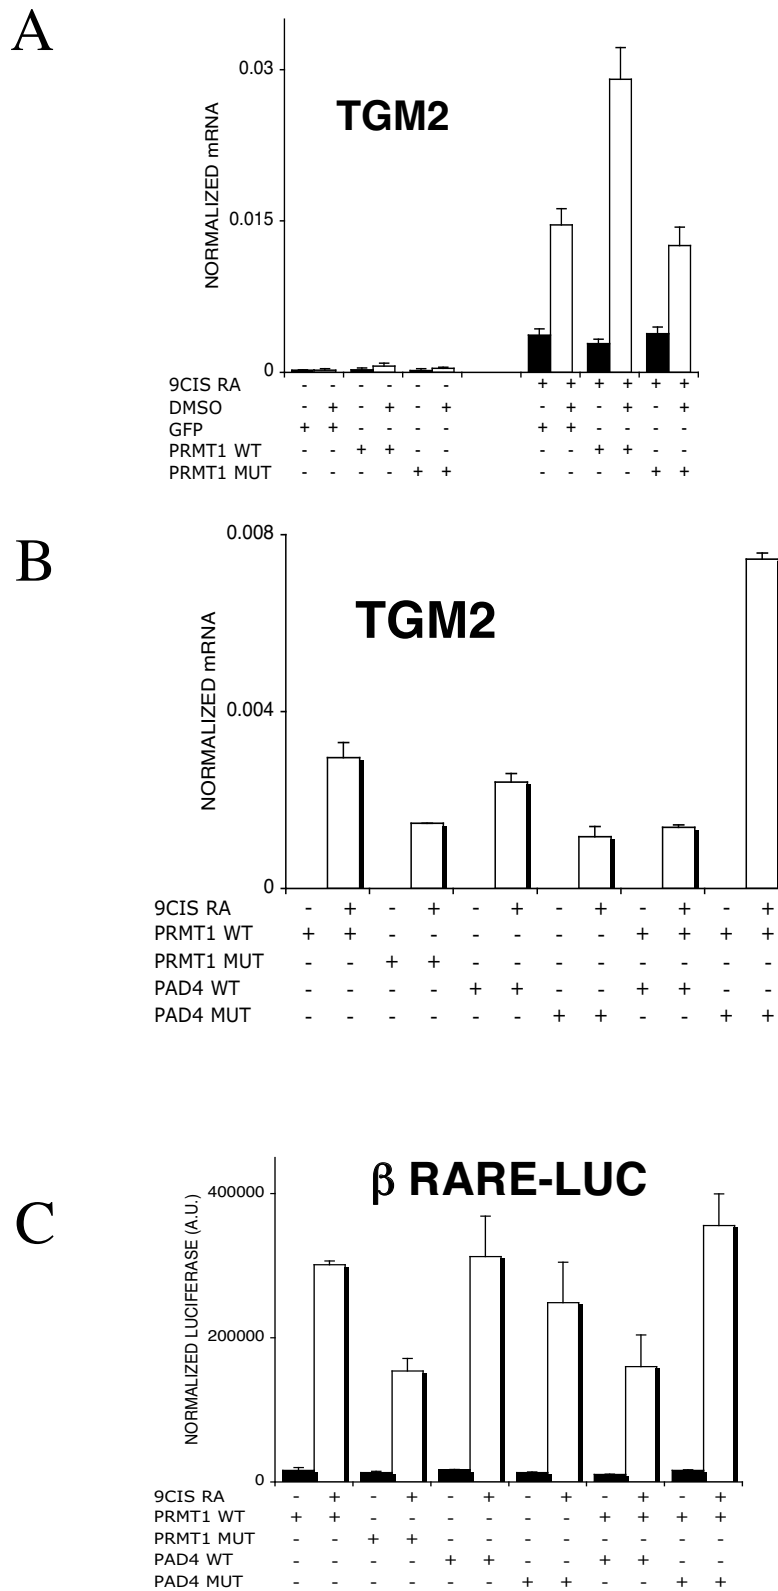 A
TGM2
NORMALIZED mRNA
0.03
0.015
0
9CIS RA - - - - - - + + + + + +
DMSO - + - + - + - + - + - +
GFP + + - - - - + + - - - -
PRMT1 WT - - + + - - - - + + - -
PRMT1 MUT - - - - + + - - - - + +
B
TGM2
NORMALIZED mRNA
0.008
0.004
0
9CIS RA - + - + - + - + - + - +
PRMT1 WT + + - - - - - - + + + +
PRMT1 MUT - - + + - - - - - - - -
PAD4 WT - - - - + + - - + + - -
PAD4 MUT - - - - - - + + - - + +
C
β RARE-LUC
NORMALIZED LUCIFERASE (A.U.)
400000
200000
0
9CIS RA - + - + - + - + - + - +
PRMT1 WT + + - - - - - - + + + +
PRMT1 MUT - - + + - - - - - - - -
PAD4 WT - - - - + + - - + + - -
PAD4 MUT - - - - - - + + - - + +